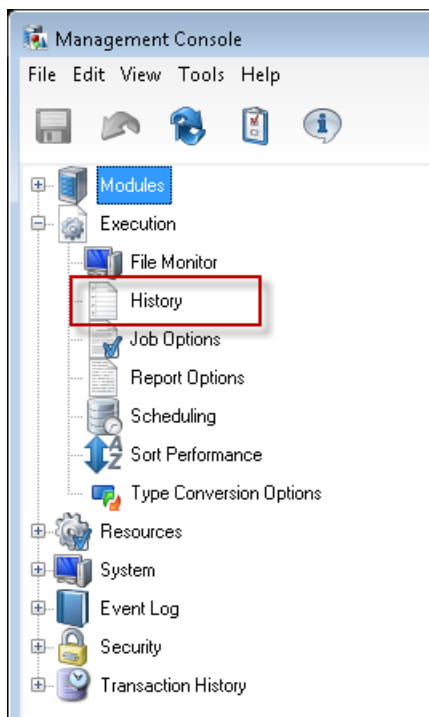 Management Console
File Edit View Tools Help
Modules
Execution
File Monitor
History
Job Options
Report Options
Scheduling
Sort Performance
Type Conversion Options
Resources
System
Event Log
Security
Transaction History